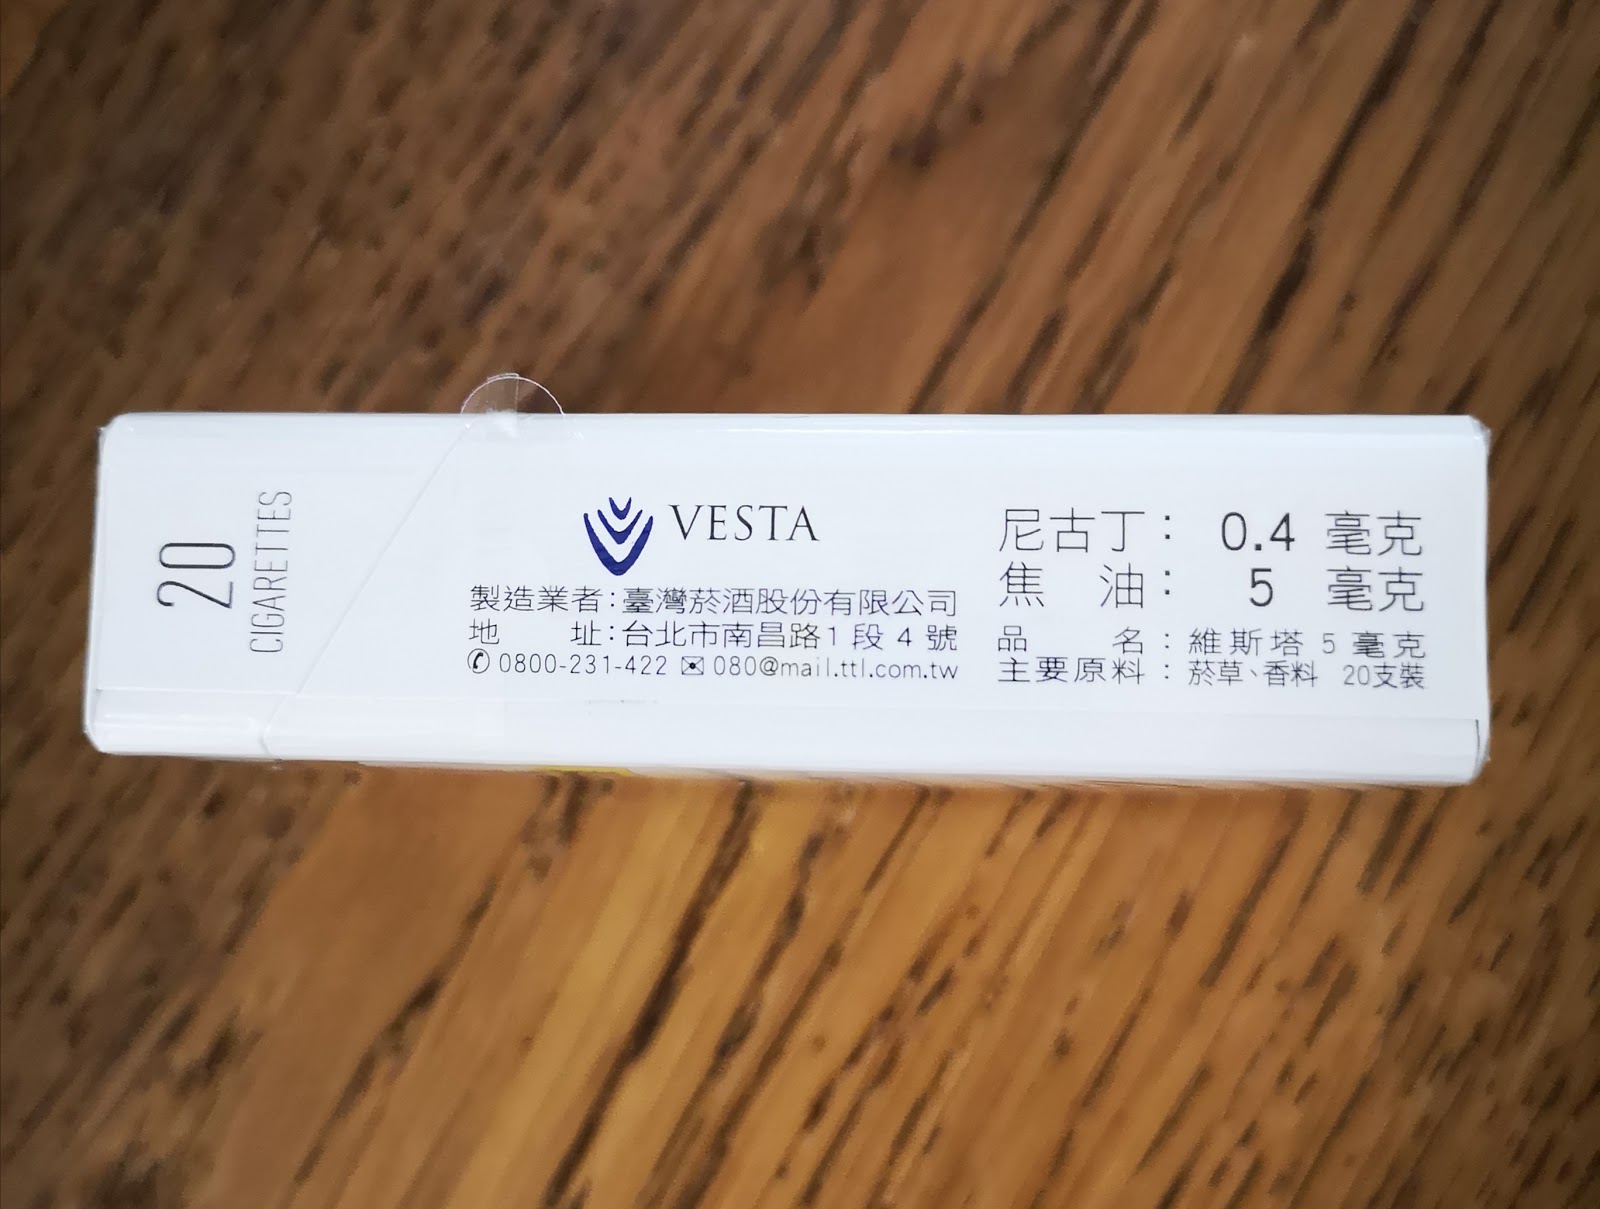 20
CIGARETTES
VESTA
製造業者:臺灣菸酒股份有限公司
地　　址:台北市南昌路1段4號
✆ 0800-231-422 ✉ 080@mail.ttl.com.tw
尼古丁： 0.4 毫克
焦　油： 5 毫克
品　　名：維斯塔 5 毫克
主要原料：菸草、香料 20支裝